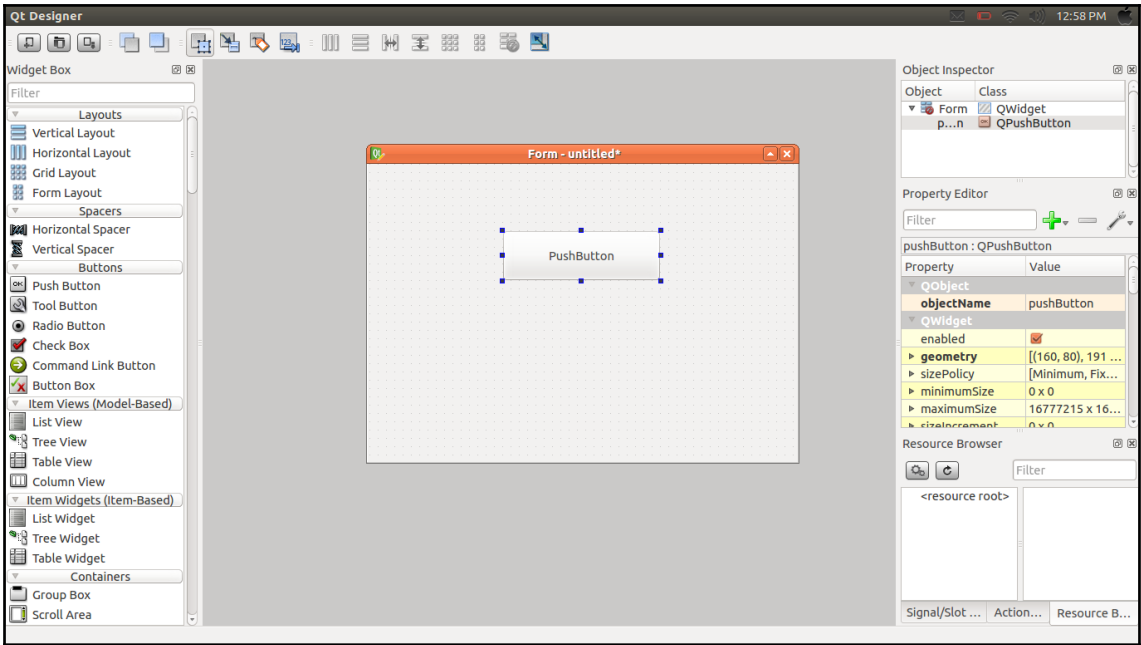 Qt Designer
12:58 PM
Widget Box
Filter
Layouts
Vertical Layout
Horizontal Layout
Grid Layout
Form Layout
Spacers
Horizontal Spacer
Vertical Spacer
Buttons
Push Button
Tool Button
Radio Button
Check Box
Command Link Button
Button Box
Item Views (Model-Based)
List View
Tree View
Table View
Column View
Item Widgets (Item-Based)
List Widget
Tree Widget
Table Widget
Containers
Group Box
Scroll Area
Form - untitled*
PushButton
Object Inspector
Object Class
Form QWidget
p...n QPushButton
Property Editor
Filter
pushButton : QPushButton
Property Value
QObject
objectName pushButton
QWidget
enabled
geometry [(160, 80), 191 ...
sizePolicy [Minimum, Fix...
minimumSize 0 x 0
maximumSize 16777215 x 16...
sizeIncrement 0 x 0
Resource Browser
Filter
<resource root>
Signal/Slot ... Action... Resource B...